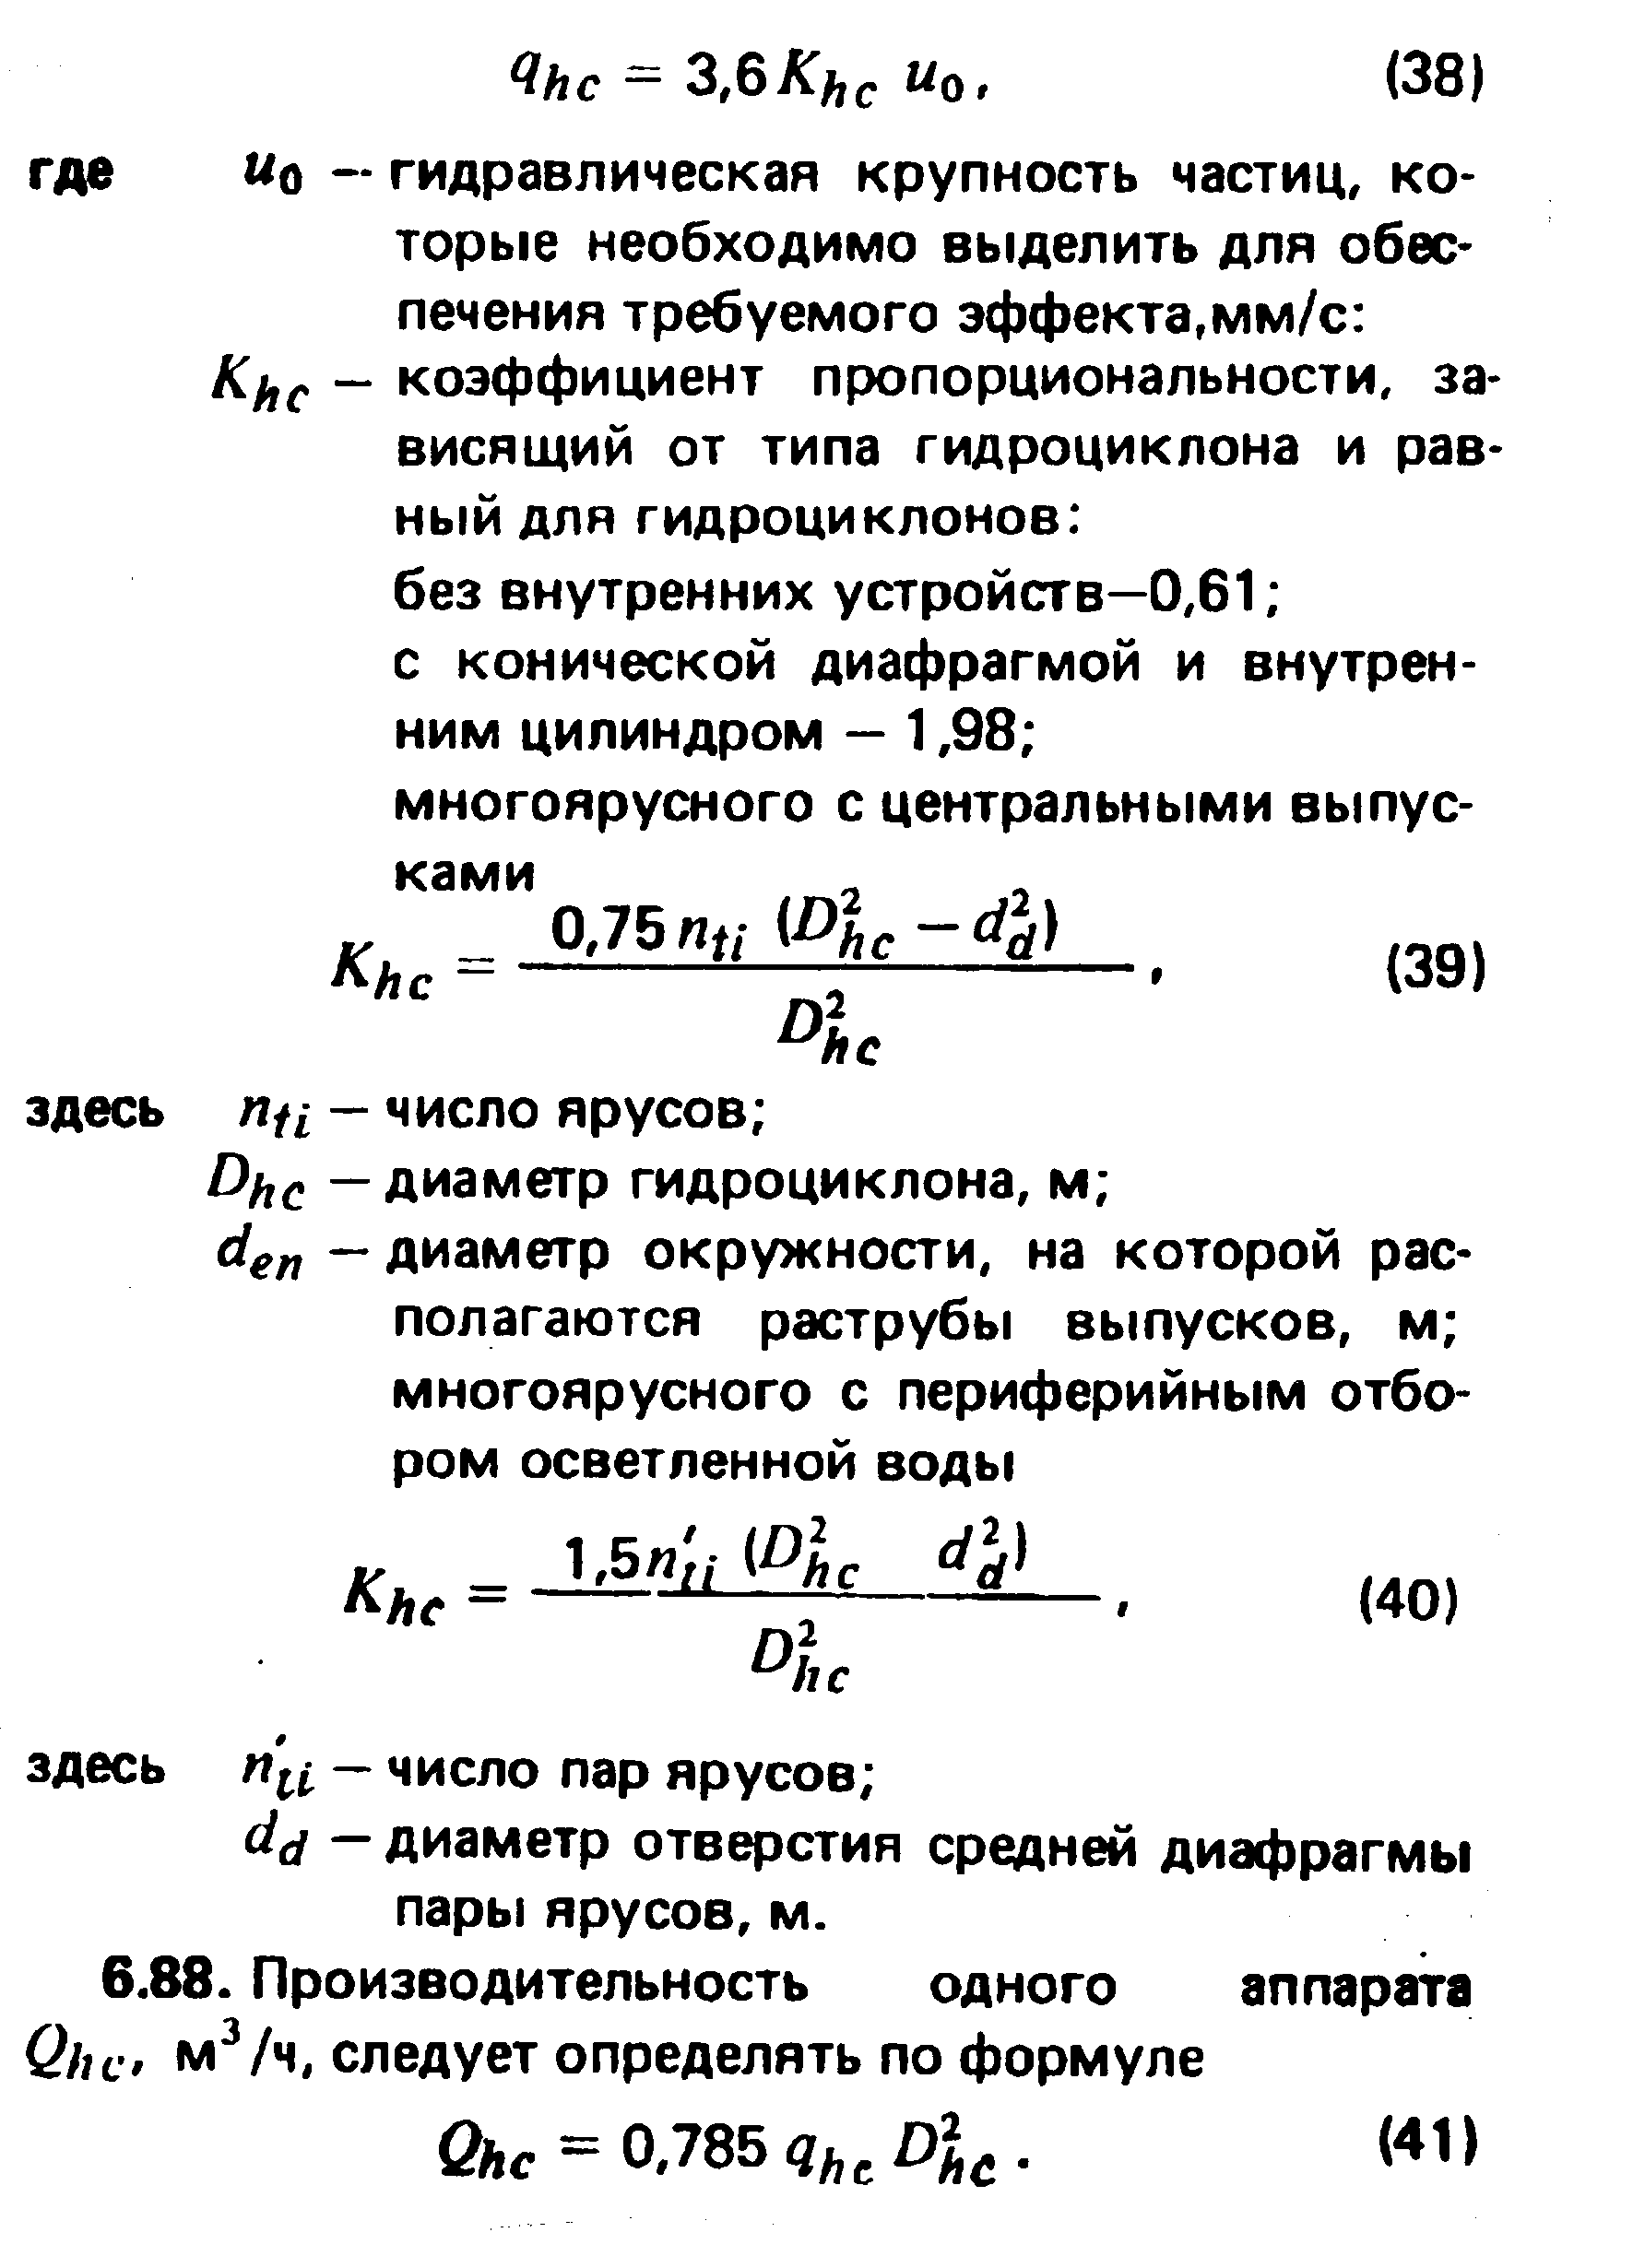 q_hc = 3,6 K_hc u_0, (38)
где u_0 — гидравлическая крупность частиц, ко-
торые необходимо выделить для обес-
печения требуемого эффекта,мм/с:
K_hc — коэффициент пропорциональности, за-
висящий от типа гидроциклона и рав-
ный для гидроциклонов:
без внутренних устройств—0,61;
с конической диафрагмой и внутрен-
ним цилиндром — 1,98;
многоярусного с центральными выпус-
ками
K_hc = 0,75 n_ti (D²_hc — d²_d) / D²_hc , (39)
здесь n_ti — число ярусов;
D_hc — диаметр гидроциклона, м;
d_en — диаметр окружности, на которой рас-
полагаются раструбы выпусков, м;
многоярусного с периферийным отбо-
ром осветленной воды
K_hc = 1,5 n′_ti (D²_hc d²_d) / D²_hc , (40)
здесь n′_ti — число пар ярусов;
d_d — диаметр отверстия средней диафрагмы
пары ярусов, м.
6.88. Производительность одного аппарата
Q_hc, м³/ч, следует определять по формуле
Q_hc = 0,785 q_hc D²_hc . (41)